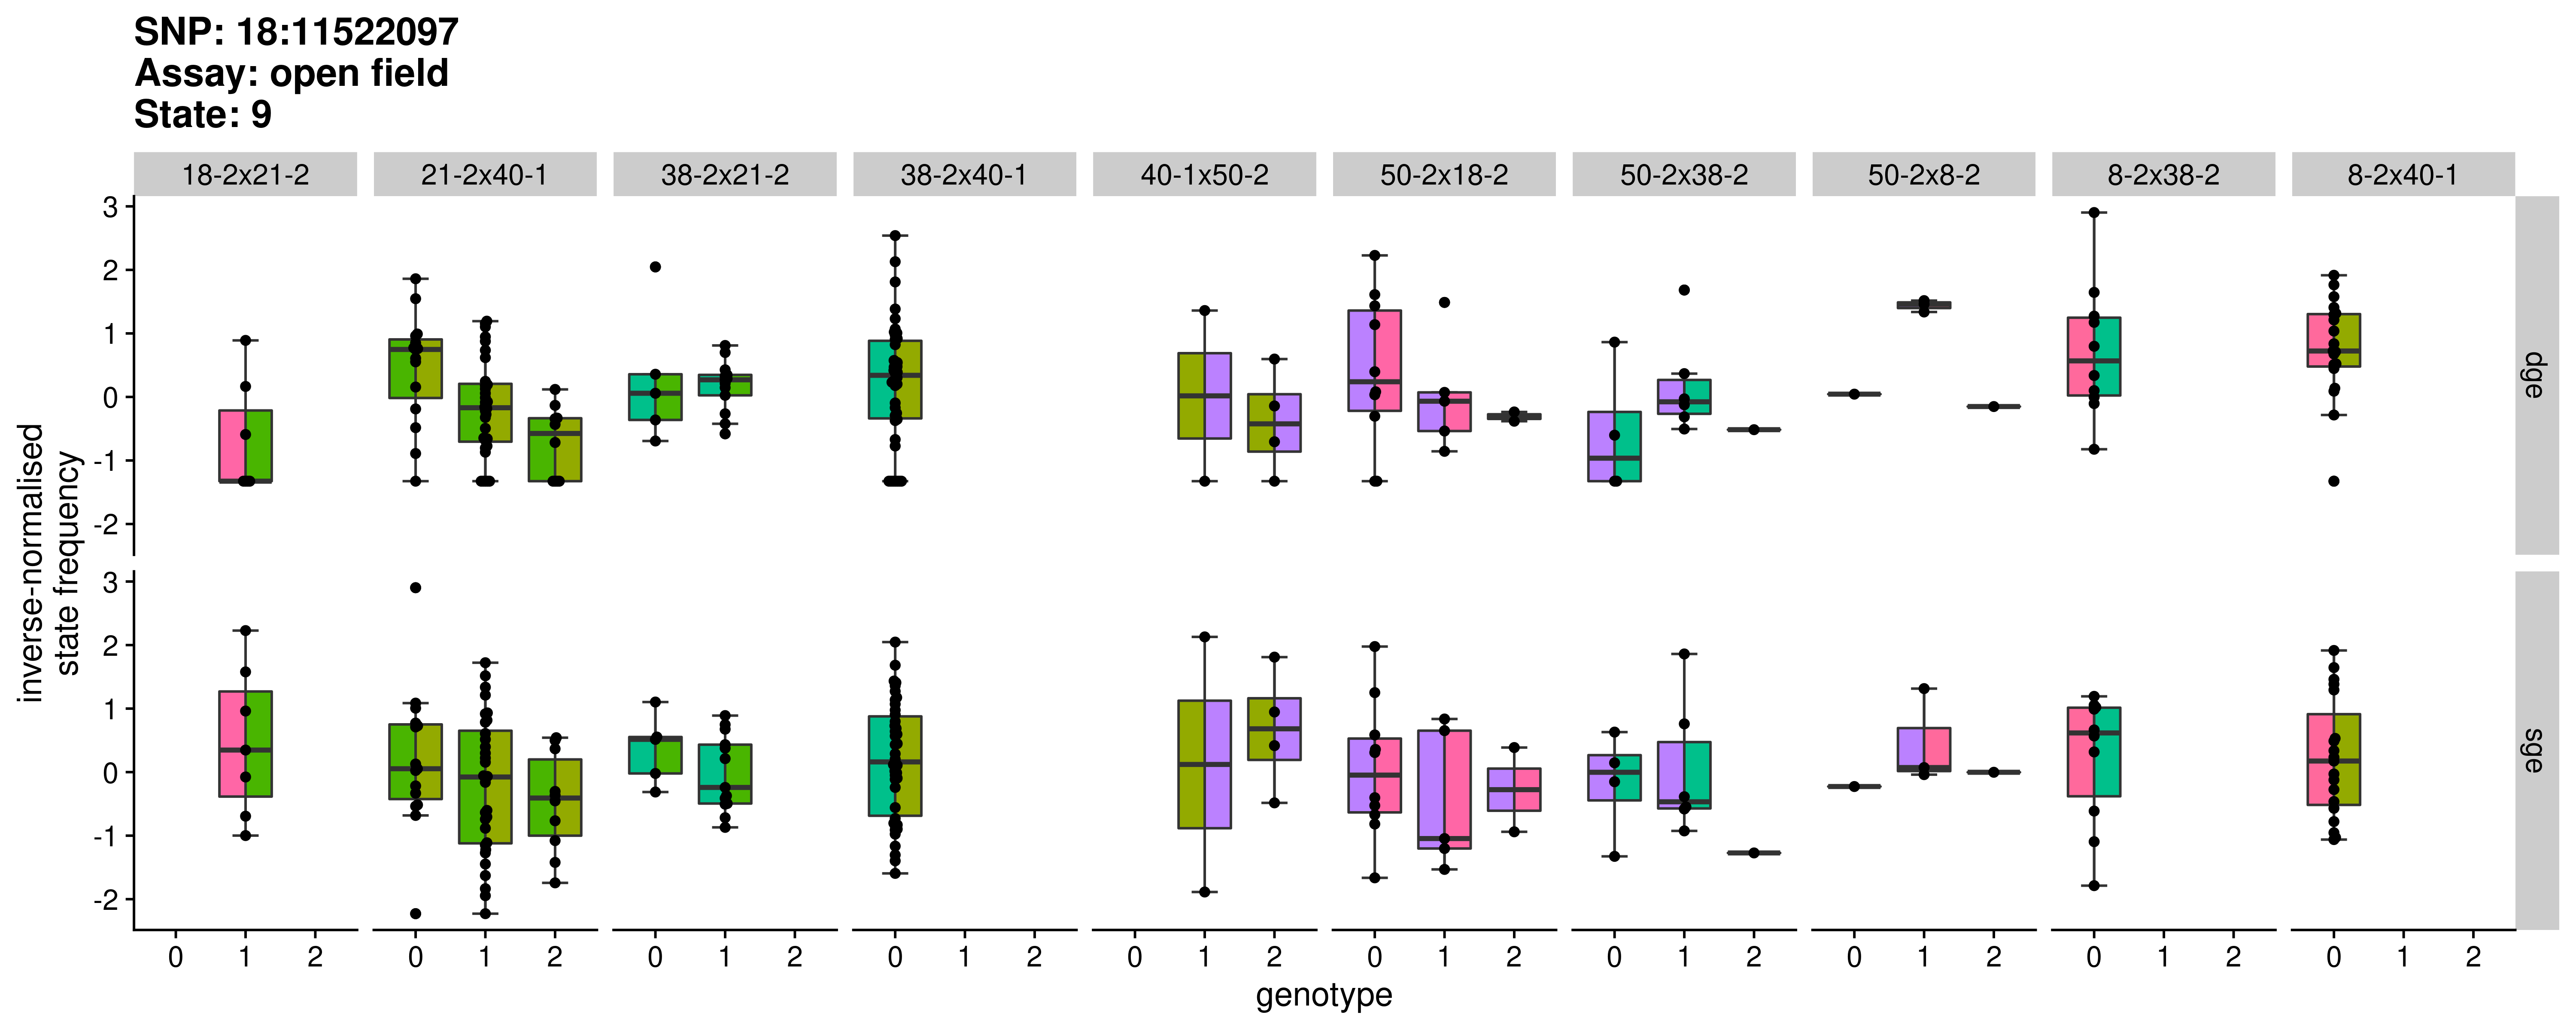 SNP: 18:11522097
Assay: open field
State: 9
18-2x21-2
21-2x40-1
38-2x21-2
38-2x40-1
40-1x50-2
50-2x18-2
50-2x38-2
50-2x8-2
8-2x38-2
8-2x40-1
3
2
1
0
-1
-2
dge
3
2
1
0
-1
-2
sge
inverse-normalised
state frequency
0 1 2
0 1 2
0 1 2
0 1 2
0 1 2
0 1 2
0 1 2
0 1 2
0 1 2
0 1 2
genotype